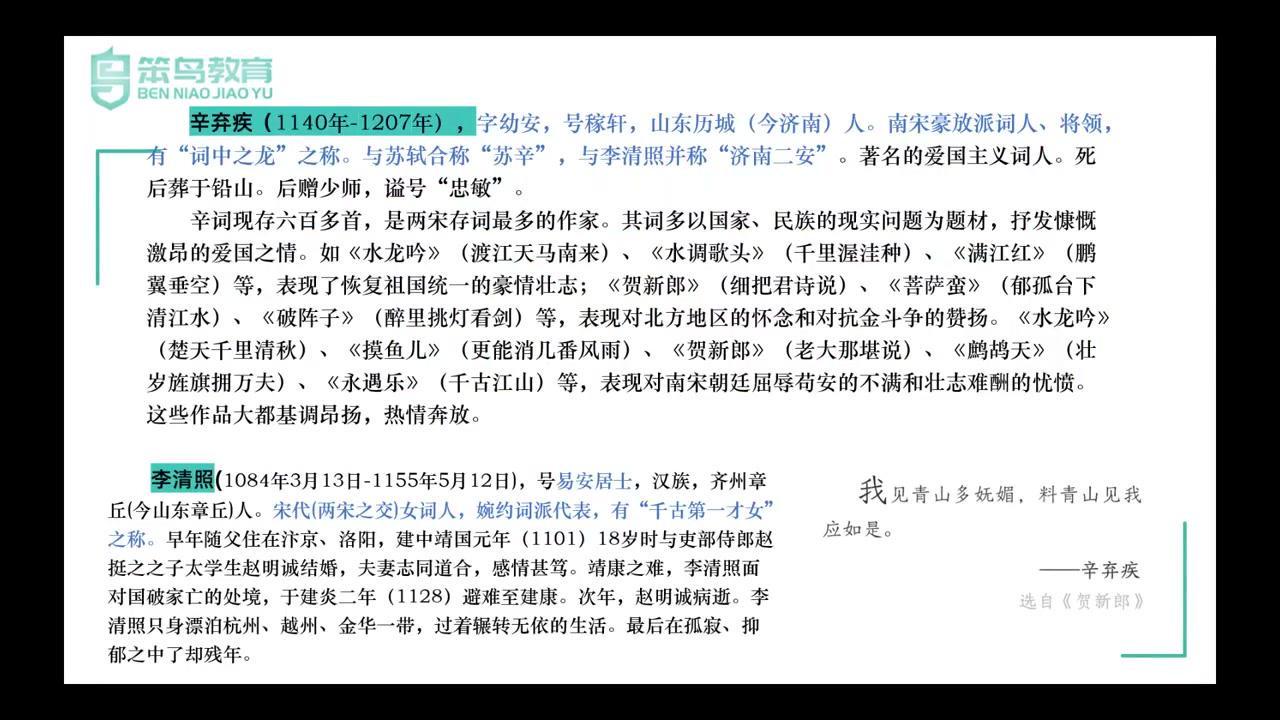 笨鸟教育
BEN NIAO JIAO YU
辛弃疾（1140年-1207年），字幼安，号稼轩，山东历城（今济南）人。南宋豪放派词人、将领，
有“词中之龙”之称。与苏轼合称“苏辛”，与李清照并称“济南二安”。著名的爱国主义词人。死
后葬于铅山。后赠少师，谥号“忠敏”。
辛词现存六百多首，是两宋存词最多的作家。其词多以国家、民族的现实问题为题材，抒发慷慨
激昂的爱国之情。如《水龙吟》（渡江天马南来）、《水调歌头》（千里渥洼种）、《满江红》（鹏
翼垂空）等，表现了恢复祖国统一的豪情壮志；《贺新郎》（细把君诗说）、《菩萨蛮》（郁孤台下
清江水）、《破阵子》（醉里挑灯看剑）等，表现对北方地区的怀念和对抗金斗争的赞扬。《水龙吟》
（楚天千里清秋）、《摸鱼儿》（更能消几番风雨）、《贺新郎》（老大那堪说）、《鹧鸪天》（壮
岁旌旗拥万夫）、《永遇乐》（千古江山）等，表现对南宋朝廷屈辱苟安的不满和壮志难酬的忧愤。
这些作品大都基调昂扬，热情奔放。
李清照(1084年3月13日-1155年5月12日)，号易安居士，汉族，齐州章
丘(今山东章丘)人。宋代(两宋之交)女词人，婉约词派代表，有“千古第一才女”
之称。早年随父住在汴京、洛阳，建中靖国元年（1101）18岁时与吏部侍郎赵
挺之之子太学生赵明诚结婚，夫妻志同道合，感情甚笃。靖康之难，李清照面
对国破家亡的处境，于建炎二年（1128）避难至建康。次年，赵明诚病逝。李
清照只身漂泊杭州、越州、金华一带，过着辗转无依的生活。最后在孤寂、抑
郁之中了却残年。
我见青山多妩媚，料青山见我
应如是。
——辛弃疾
选自《贺新郎》